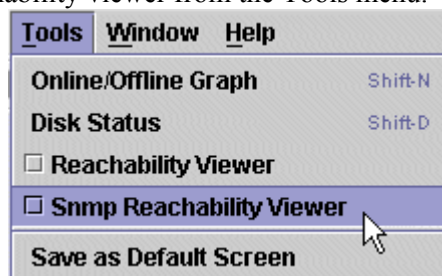 ability Viewer from the Tools menu.
Tools Window Help
Online/Offline Graph Shift-N
Disk Status Shift-D
Reachability Viewer
Snmp Reachability Viewer
Save as Default Screen